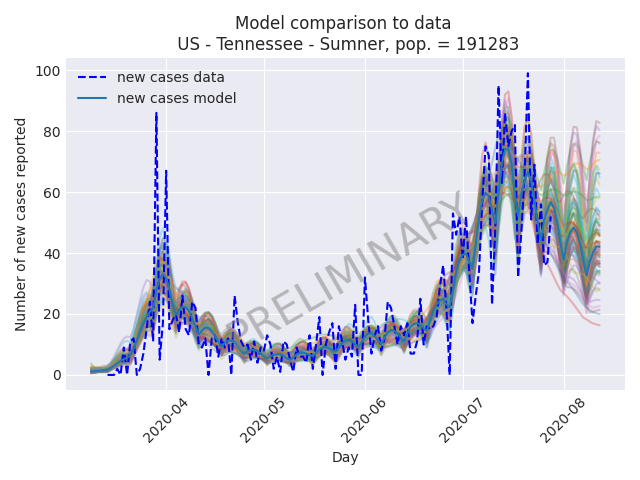 Model comparison to data
US - Tennessee - Sumner, pop. = 191283
new cases data
new cases model
Number of new cases reported
100
80
60
40
20
0
PRELIMINARY
2020-04
2020-05
2020-06
2020-07
2020-08
Day